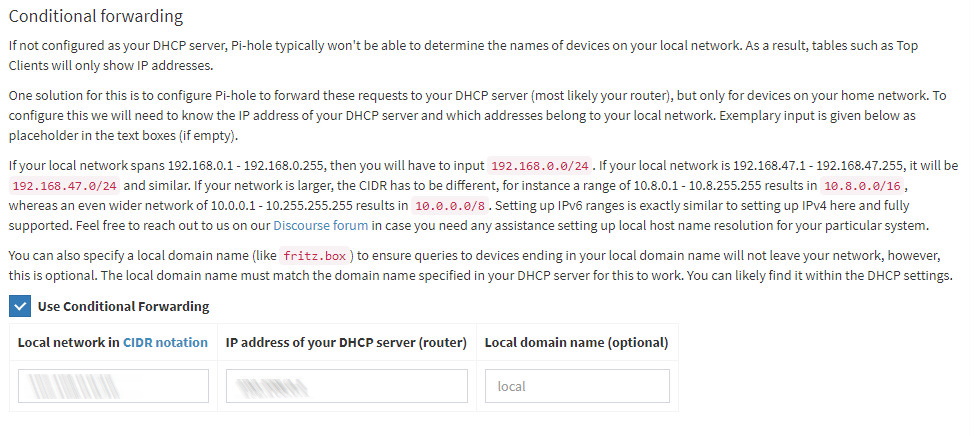 Conditional forwarding
If not configured as your DHCP server, Pi-hole typically won't be able to determine the names of devices on your local network. As a result, tables such as Top
Clients will only show IP addresses.
One solution for this is to configure Pi-hole to forward these requests to your DHCP server (most likely your router), but only for devices on your home network. To
configure this we will need to know the IP address of your DHCP server and which addresses belong to your local network. Exemplary input is given below as
placeholder in the text boxes (if empty).
If your local network spans 192.168.0.1 - 192.168.0.255, then you will have to input 192.168.0.0/24 . If your local network is 192.168.47.1 - 192.168.47.255, it will be
192.168.47.0/24 and similar. If your network is larger, the CIDR has to be different, for instance a range of 10.8.0.1 - 10.8.255.255 results in 10.8.0.0/16 ,
whereas an even wider network of 10.0.0.1 - 10.255.255.255 results in 10.0.0.0/8 . Setting up IPv6 ranges is exactly similar to setting up IPv4 here and fully
supported. Feel free to reach out to us on our Discourse forum in case you need any assistance setting up local host name resolution for your particular system.
You can also specify a local domain name (like fritz.box ) to ensure queries to devices ending in your local domain name will not leave your network, however,
this is optional. The local domain name must match the domain name specified in your DHCP server for this to work. You can likely find it within the DHCP settings.
Use Conditional Forwarding
Local network in CIDR notation IP address of your DHCP server (router) Local domain name (optional)
local